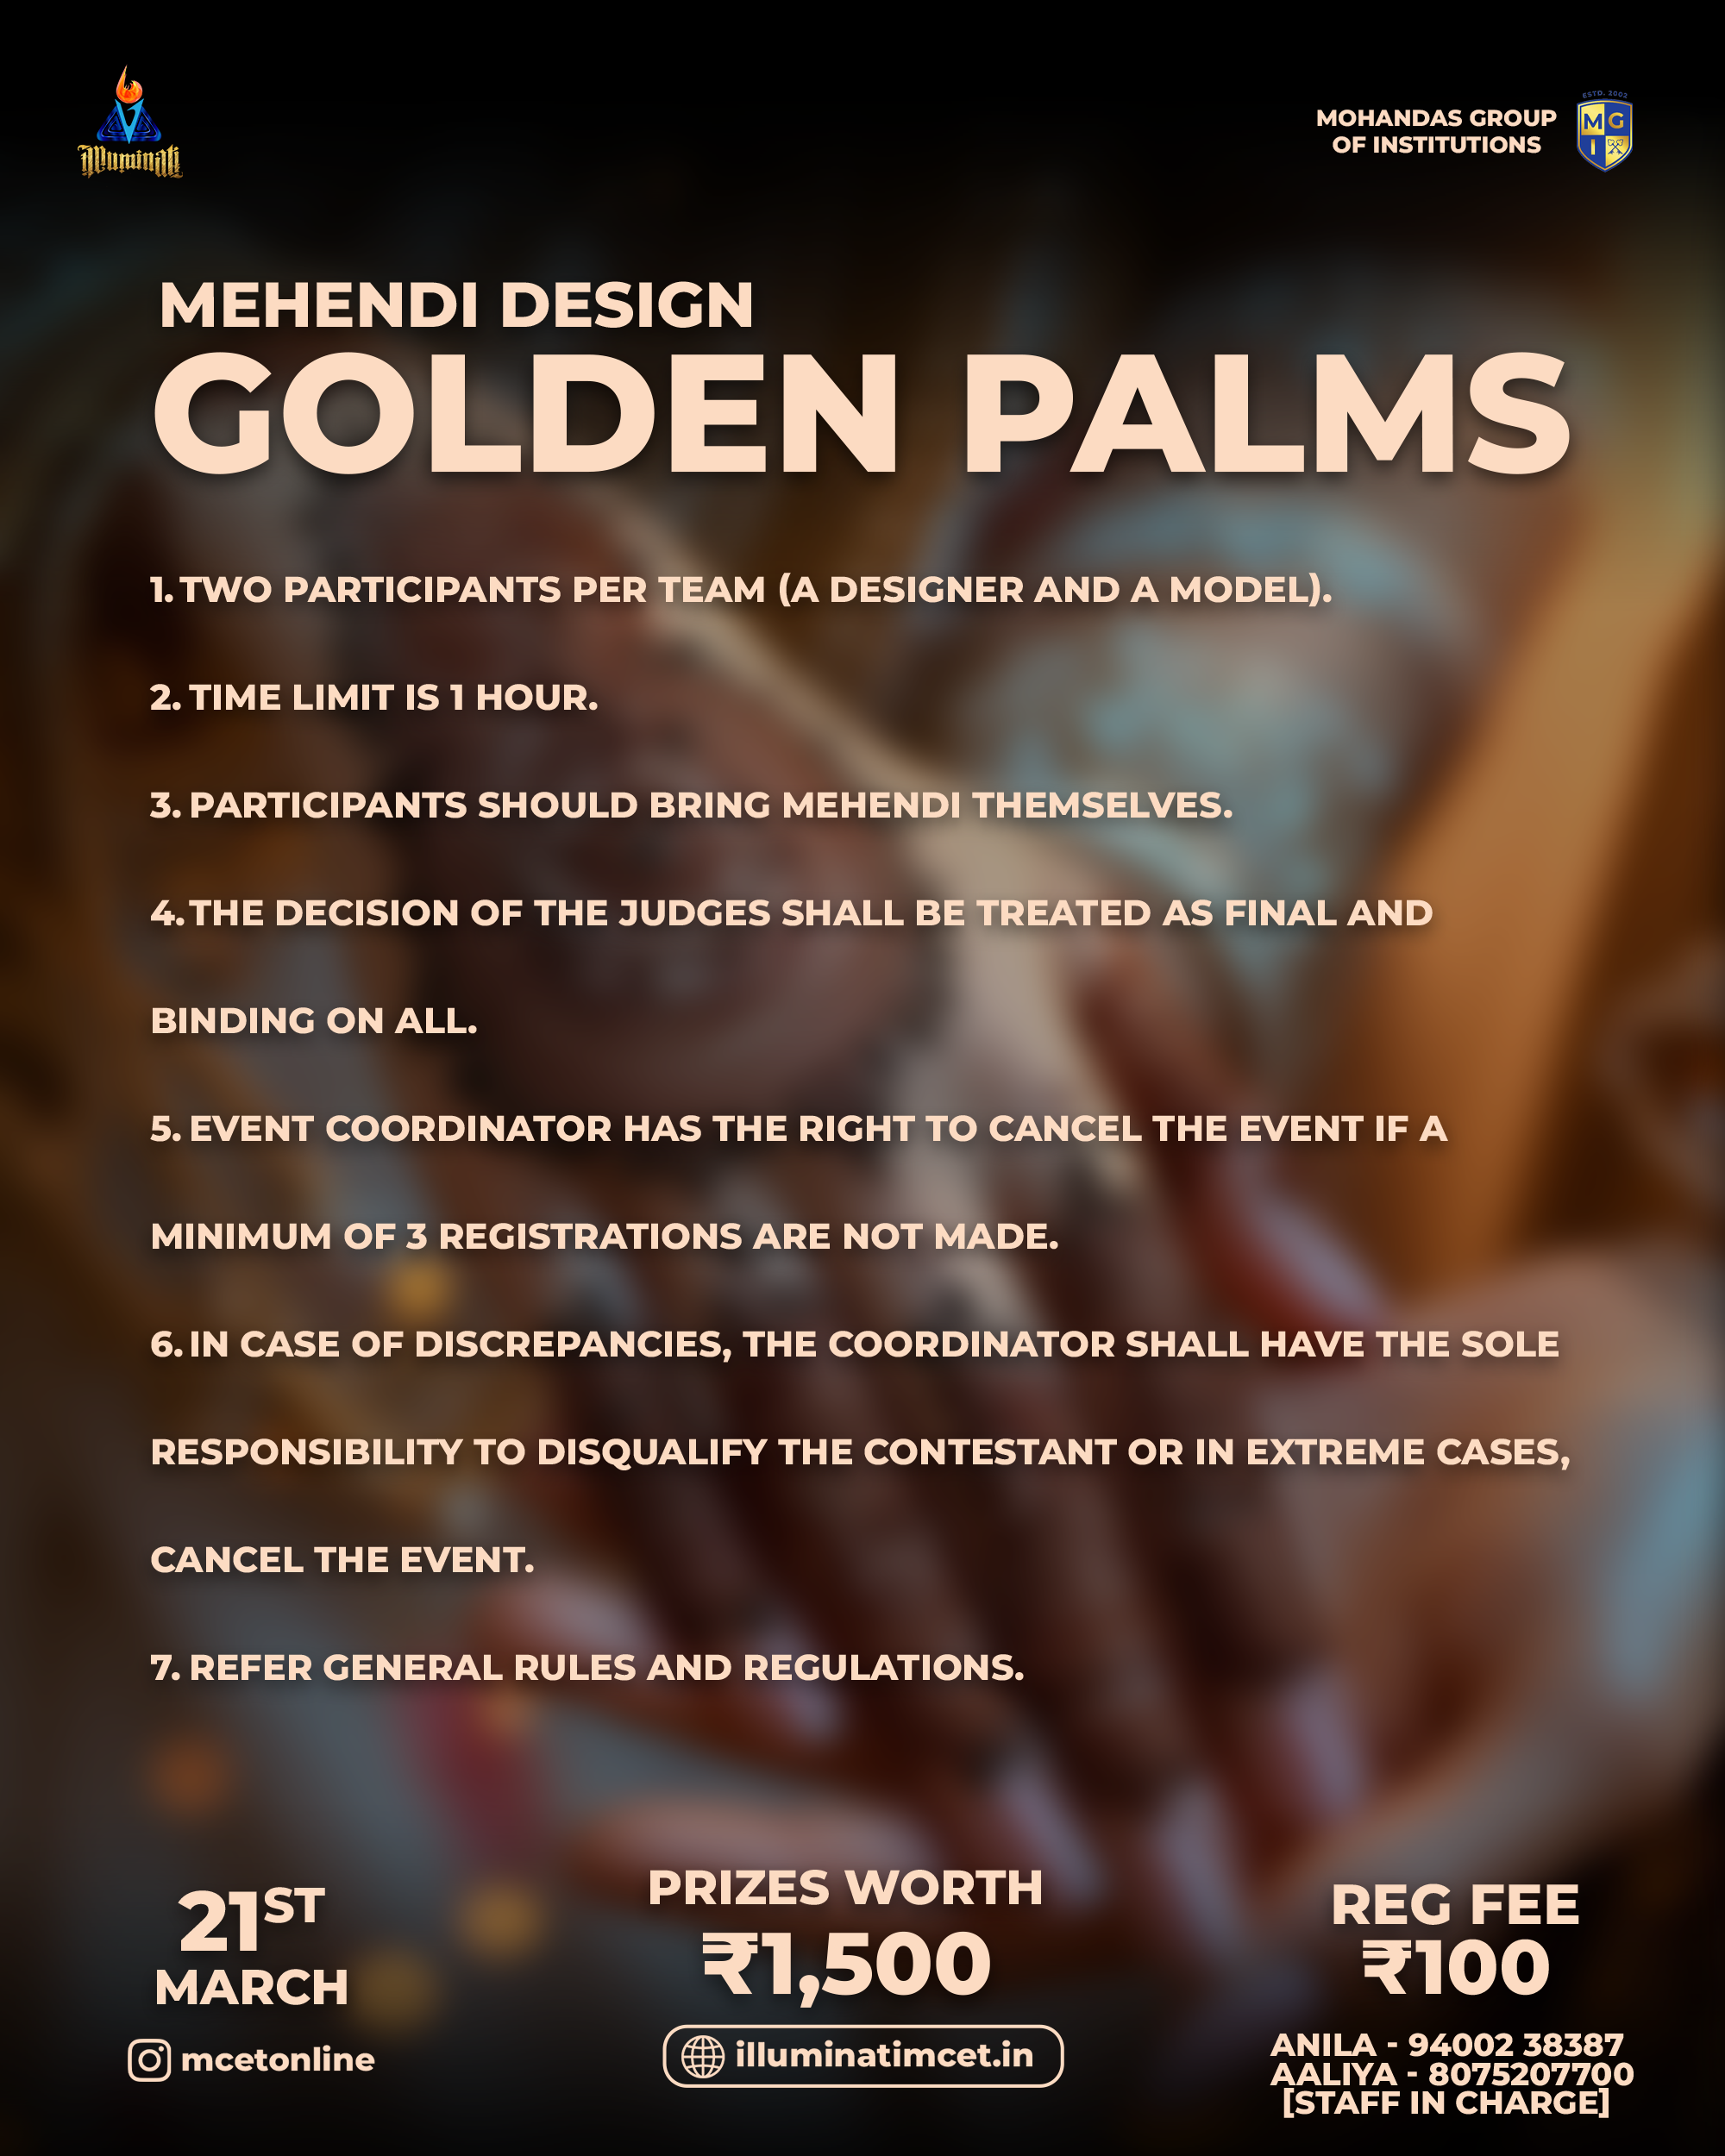 Illuminati
MOHANDAS GROUP
OF INSTITUTIONS
ESTD. 2002
M G
I
MEHENDI DESIGN
GOLDEN PALMS
1. TWO PARTICIPANTS PER TEAM (A DESIGNER AND A MODEL).
2. TIME LIMIT IS 1 HOUR.
3. PARTICIPANTS SHOULD BRING MEHENDI THEMSELVES.
4. THE DECISION OF THE JUDGES SHALL BE TREATED AS FINAL AND
BINDING ON ALL.
5. EVENT COORDINATOR HAS THE RIGHT TO CANCEL THE EVENT IF A
MINIMUM OF 3 REGISTRATIONS ARE NOT MADE.
6. IN CASE OF DISCREPANCIES, THE COORDINATOR SHALL HAVE THE SOLE
RESPONSIBILITY TO DISQUALIFY THE CONTESTANT OR IN EXTREME CASES,
CANCEL THE EVENT.
7. REFER GENERAL RULES AND REGULATIONS.
21ST
MARCH
mcetonline
PRIZES WORTH
₹1,500
illuminatimcet.in
REG FEE
₹100
ANILA - 94002 38387
AALIYA - 8075207700
[STAFF IN CHARGE]